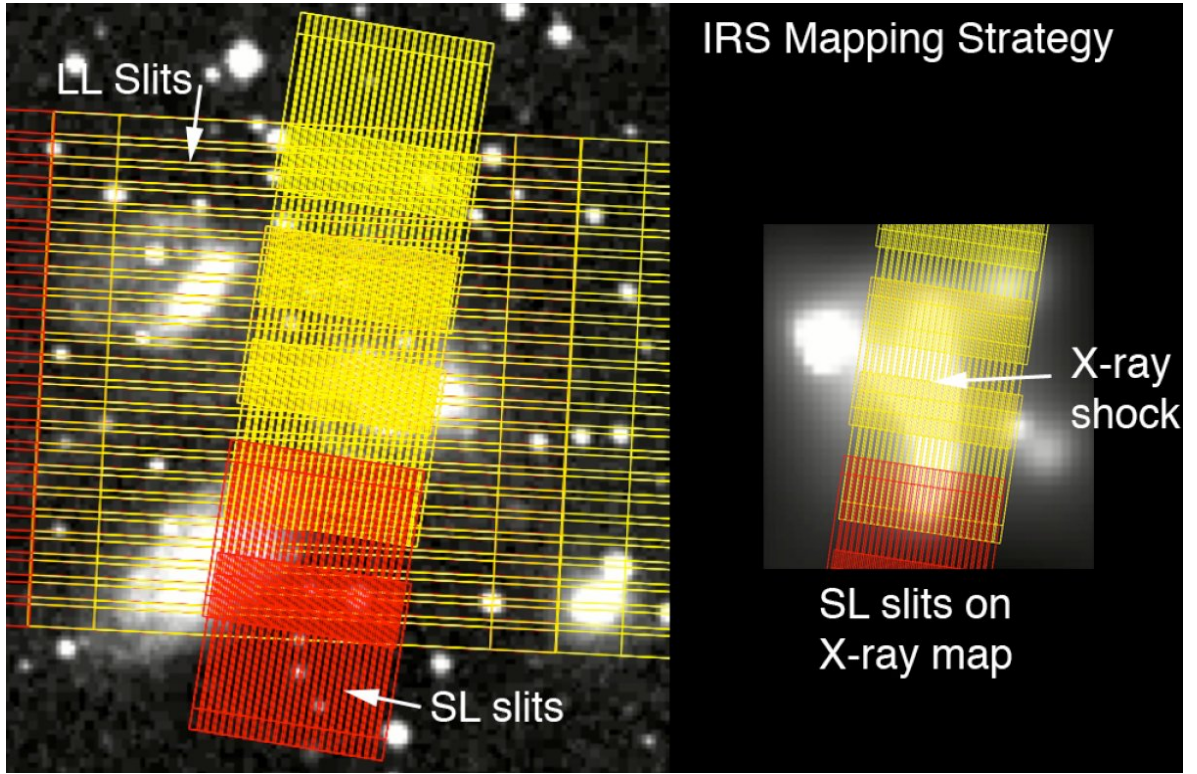 IRS Mapping Strategy
LL Slits
X-ray
shock
SL slits on
X-ray map
SL slits